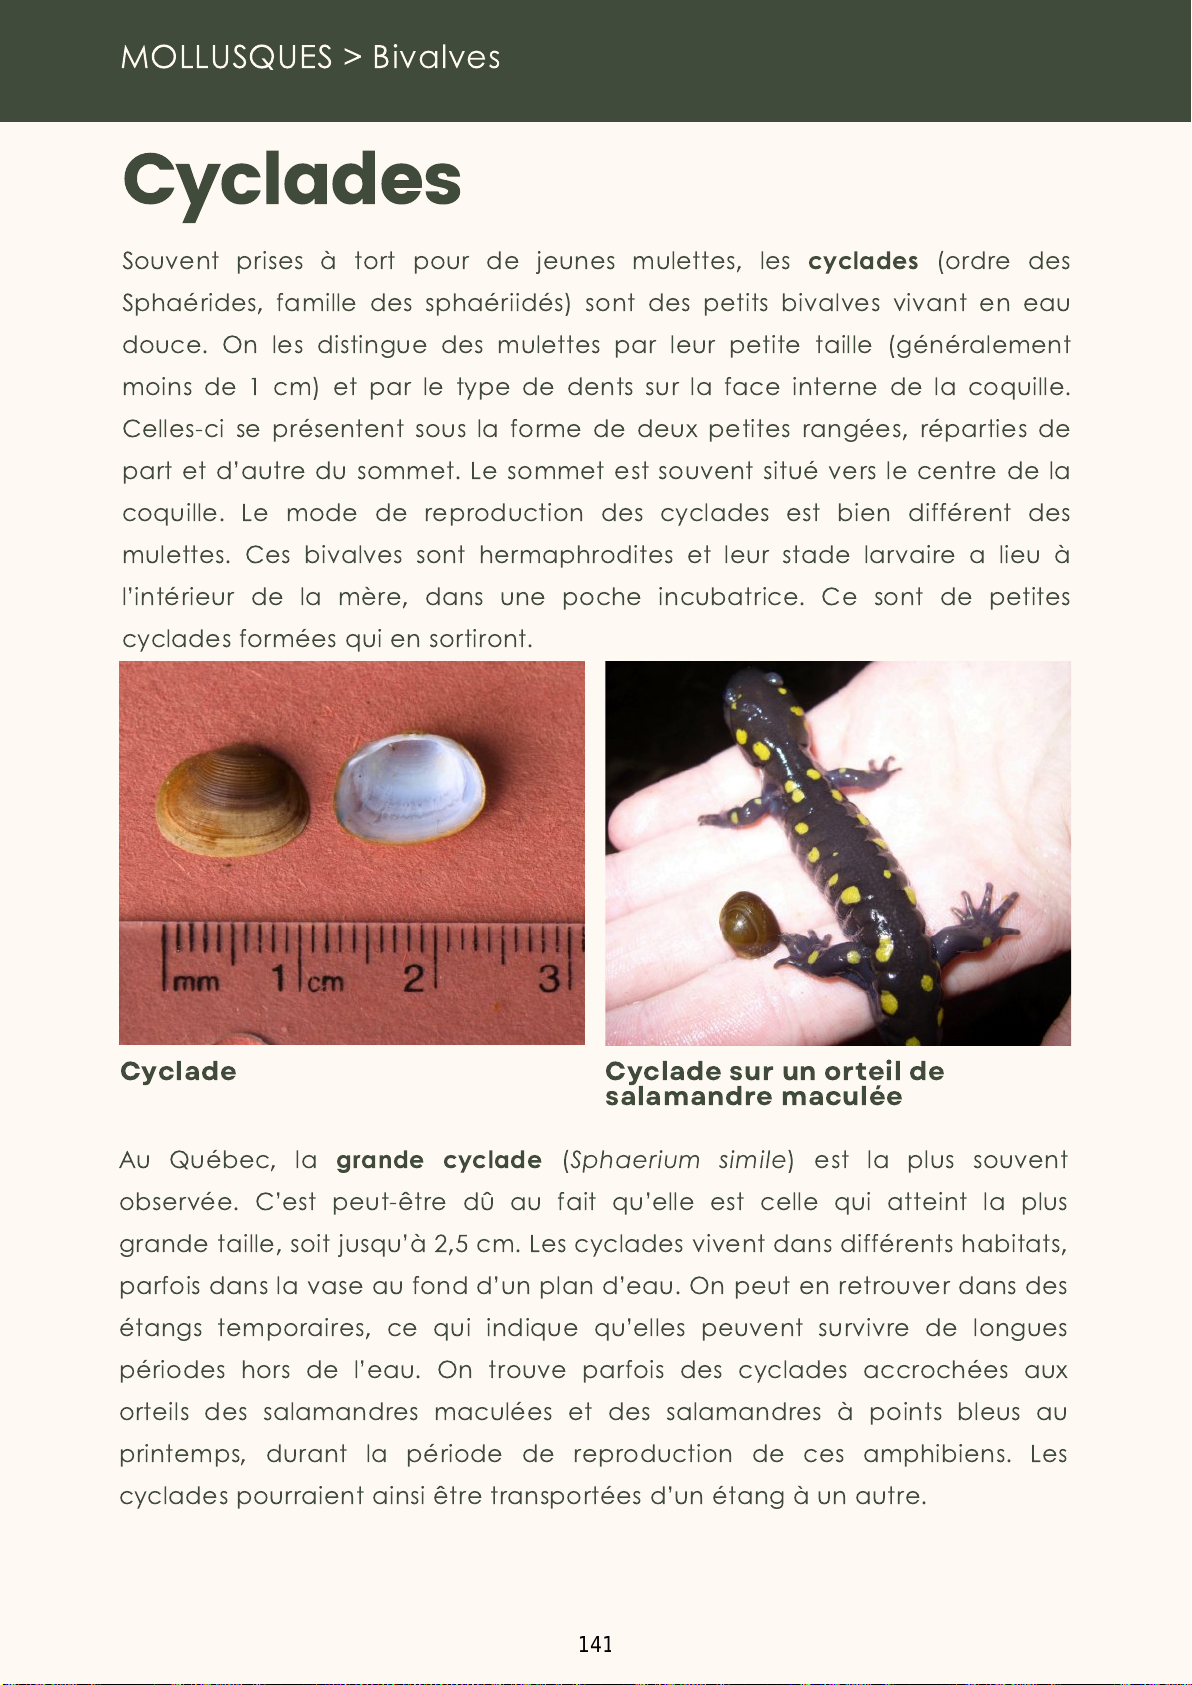 MOLLUSQUES > Bivalves
Cyclades
Souvent prises à tort pour de jeunes mulettes, les cyclades (ordre des
Sphaérides, famille des sphaériidés) sont des petits bivalves vivant en eau
douce. On les distingue des mulettes par leur petite taille (généralement
moins de 1 cm) et par le type de dents sur la face interne de la coquille.
Celles-ci se présentent sous la forme de deux petites rangées, réparties de
part et d’autre du sommet. Le sommet est souvent situé vers le centre de la
coquille. Le mode de reproduction des cyclades est bien différent des
mulettes. Ces bivalves sont hermaphrodites et leur stade larvaire a lieu à
l’intérieur de la mère, dans une poche incubatrice. Ce sont de petites
cyclades formées qui en sortiront.
mm 1 cm 2 3
Cyclade
Cyclade sur un orteil de
salamandre maculée
Au Québec, la grande cyclade (Sphaerium simile) est la plus souvent
observée. C’est peut-être dû au fait qu’elle est celle qui atteint la plus
grande taille, soit jusqu’à 2,5 cm. Les cyclades vivent dans différents habitats,
parfois dans la vase au fond d’un plan d’eau. On peut en retrouver dans des
étangs temporaires, ce qui indique qu’elles peuvent survivre de longues
périodes hors de l’eau. On trouve parfois des cyclades accrochées aux
orteils des salamandres maculées et des salamandres à points bleus au
printemps, durant la période de reproduction de ces amphibiens. Les
cyclades pourraient ainsi être transportées d’un étang à un autre.
141